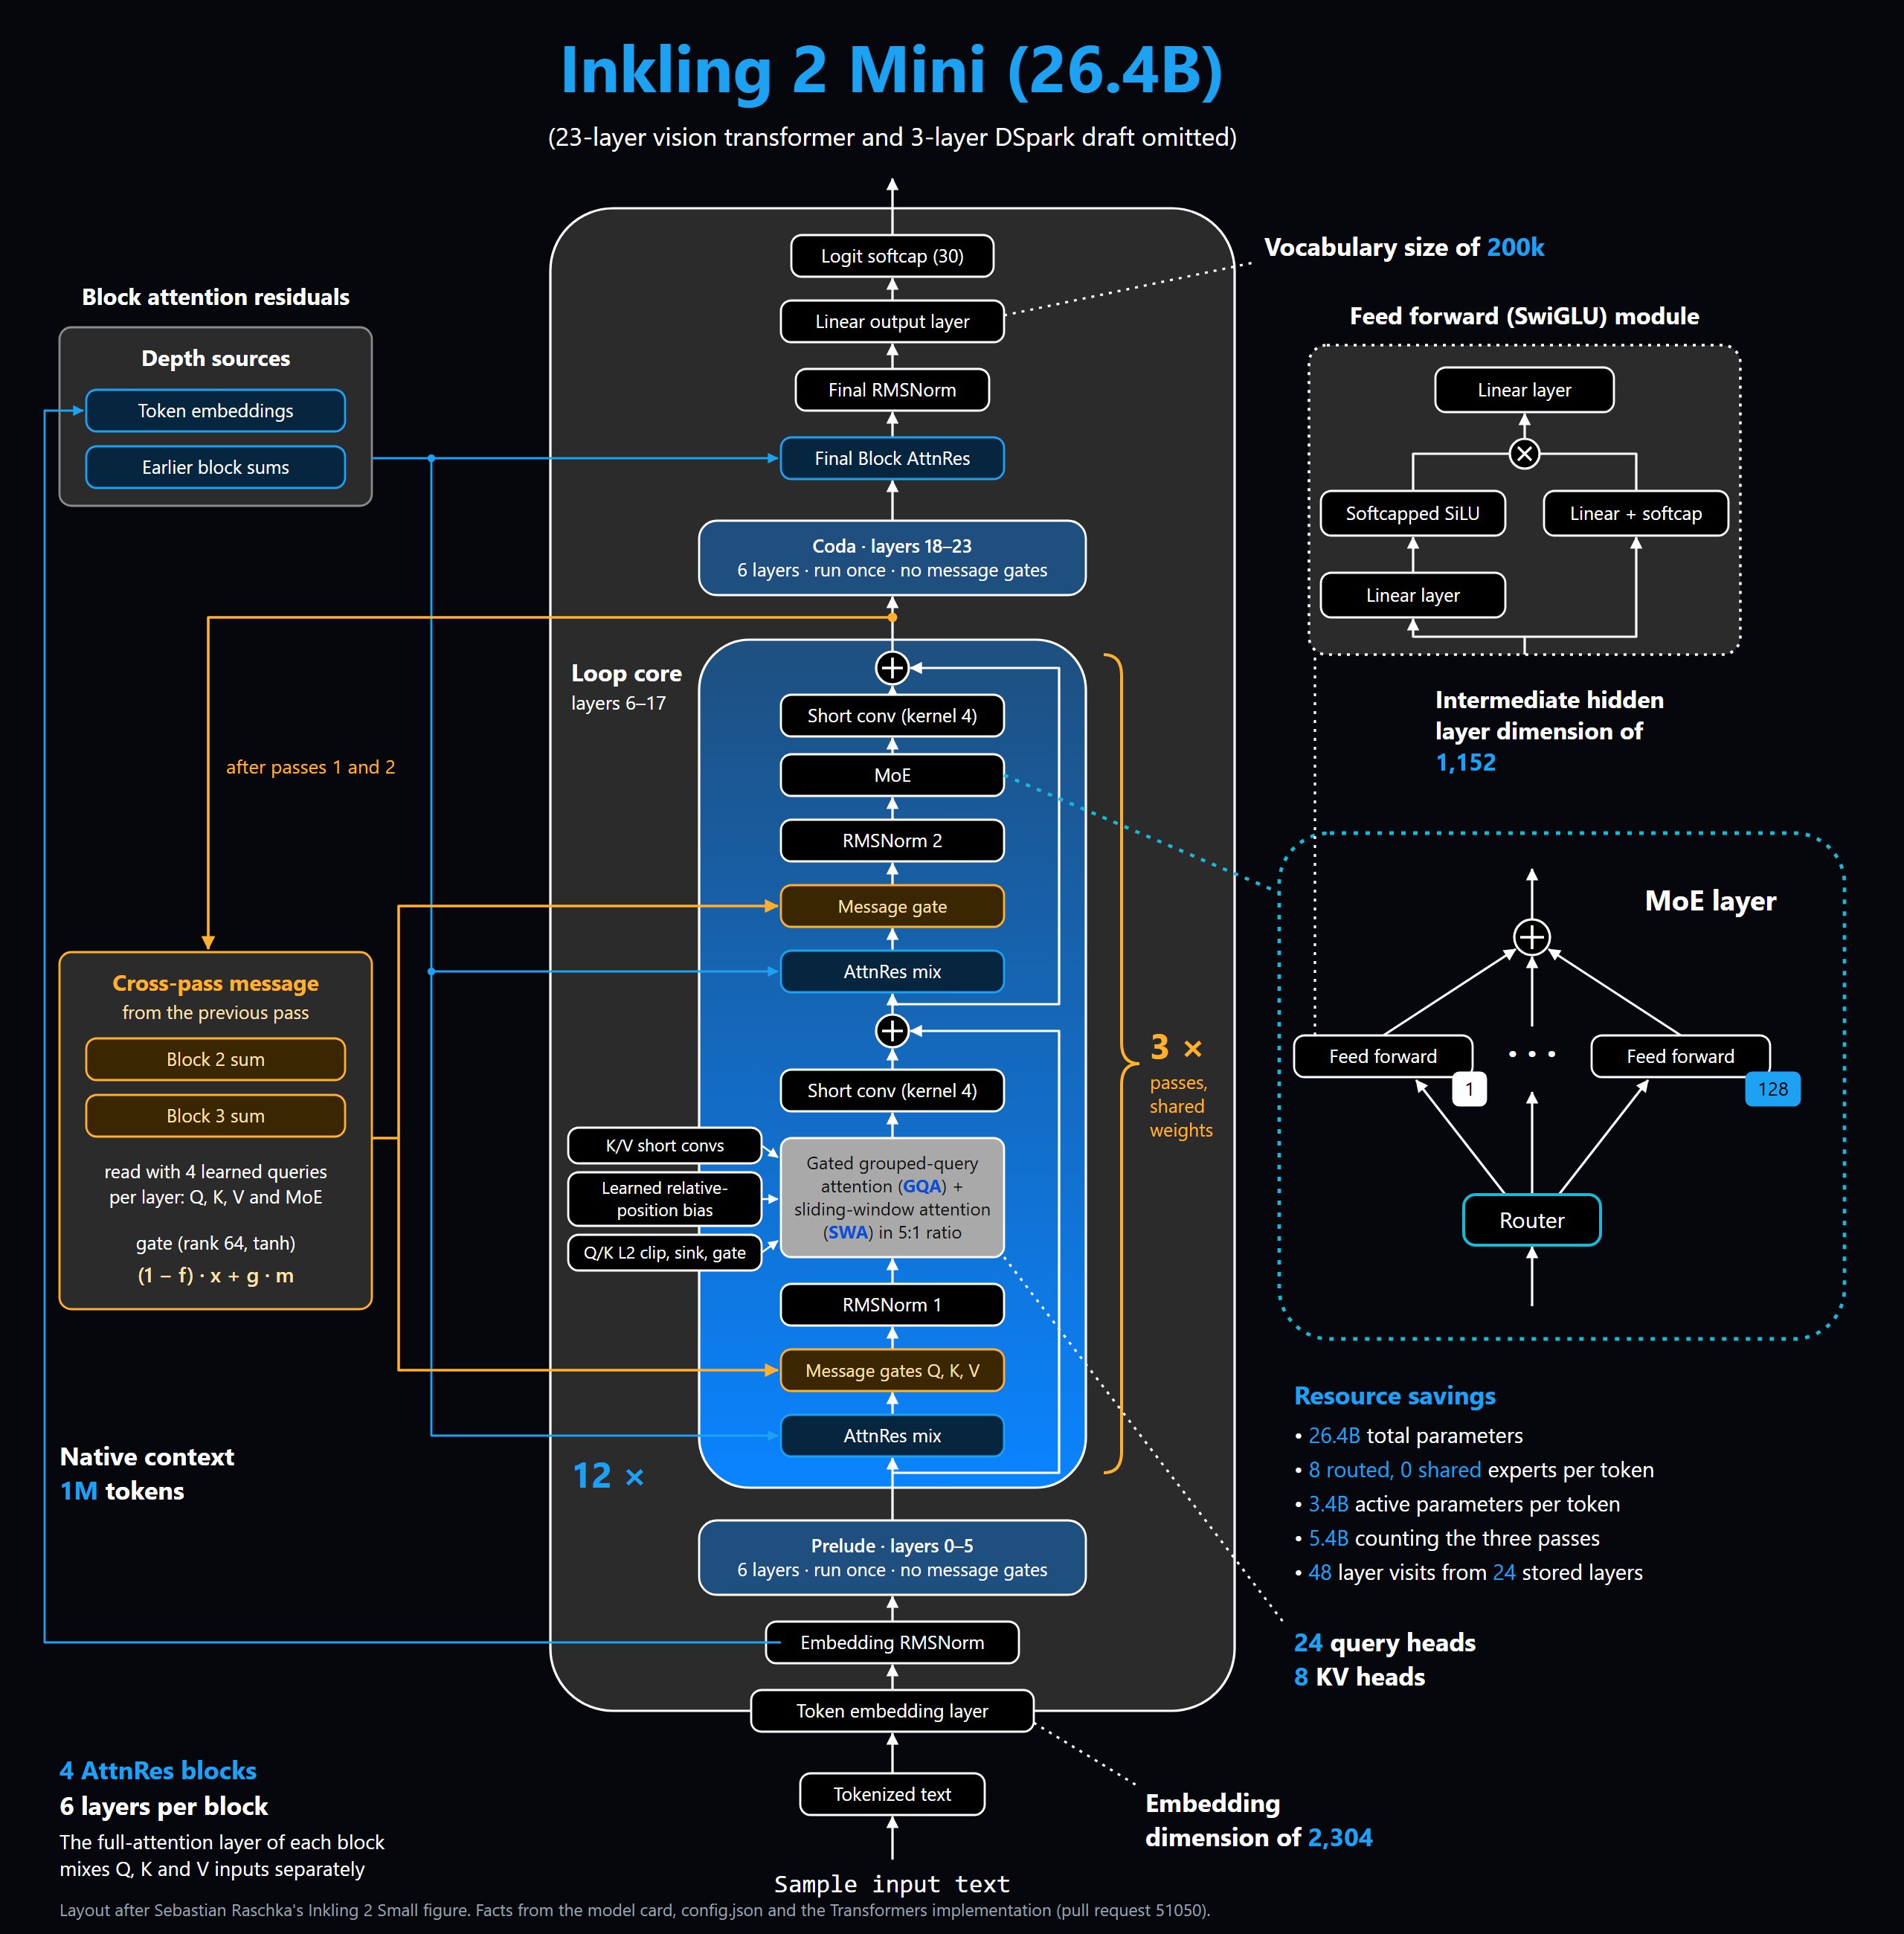 Inkling 2 Mini (26.4B)
(23-layer vision transformer and 3-layer DSpark draft omitted)
Logit softcap (30)
Linear output layer
Final RMSNorm
Final Block AttnRes
Coda · layers 18–23
6 layers · run once · no message gates
Vocabulary size of 200k
Block attention residuals
Depth sources
Token embeddings
Earlier block sums
Feed forward (SwiGLU) module
Linear layer
Softcapped SiLU
Linear + softcap
Linear layer
Intermediate hidden
layer dimension of
1,152
Loop core
layers 6–17
Short conv (kernel 4)
MoE
RMSNorm 2
Message gate
AttnRes mix
Short conv (kernel 4)
K/V short convs
Learned relative-
position bias
Q/K L2 clip, sink, gate
Gated grouped-query
attention (GQA) +
sliding-window attention
(SWA) in 5:1 ratio
RMSNorm 1
Message gates Q, K, V
AttnRes mix
12 ×
3 ×
passes,
shared
weights
after passes 1 and 2
Cross-pass message
from the previous pass
Block 2 sum
Block 3 sum
read with 4 learned queries
per layer: Q, K, V and MoE
gate (rank 64, tanh)
(1 − f) · x + g · m
MoE layer
Feed forward
1
• • •
Feed forward
128
Router
Native context
1M tokens
Resource savings
• 26.4B total parameters
• 8 routed, 0 shared experts per token
• 3.4B active parameters per token
• 5.4B counting the three passes
• 48 layer visits from 24 stored layers
24 query heads
8 KV heads
Prelude · layers 0–5
6 layers · run once · no message gates
Embedding RMSNorm
Token embedding layer
Tokenized text
Sample input text
Embedding
dimension of 2,304
4 AttnRes blocks
6 layers per block
The full-attention layer of each block
mixes Q, K and V inputs separately
Layout after Sebastian Raschka's Inkling 2 Small figure. Facts from the model card, config.json and the Transformers implementation (pull request 51050).